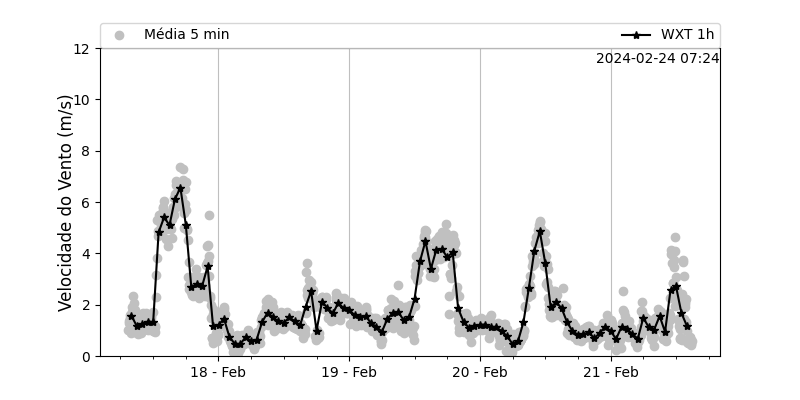 Média 5 min
WXT 1h
2024-02-24 07:24
Velocidade do Vento (m/s)
12
10
8
6
4
2
0
18 - Feb
19 - Feb
20 - Feb
21 - Feb